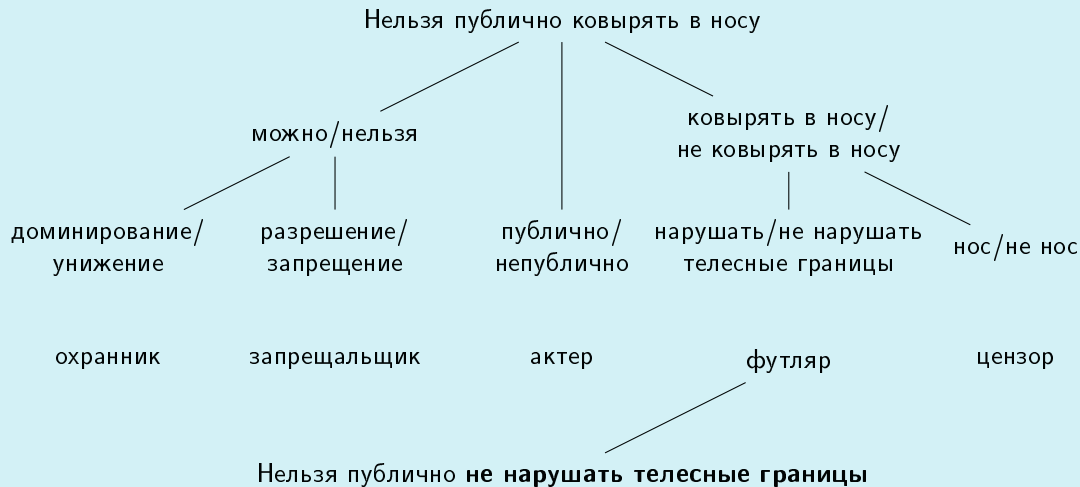 Нельзя публично ковырять в носу
можно/нельзя
ковырять в носу/
не ковырять в носу
доминирование/
унижение
разрешение/
запрещение
публично/
непублично
нарушать/не нарушать
телесные границы
нос/не нос
охранник
запрещальщик
актер
футляр
цензор
Нельзя публично не нарушать телесные границы